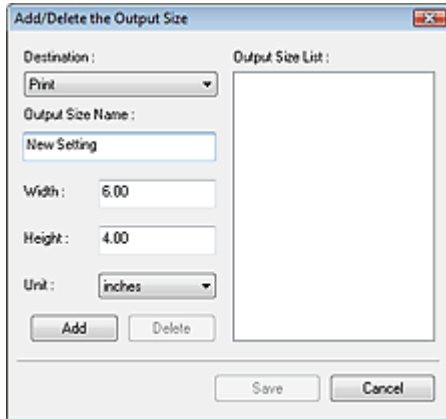 Add/Delete the Output Size
Destination :
Print
Output Size Name :
New Setting
Width : 6.00
Height : 4.00
Unit : inches
Add Delete
Output Size List :
Save Cancel